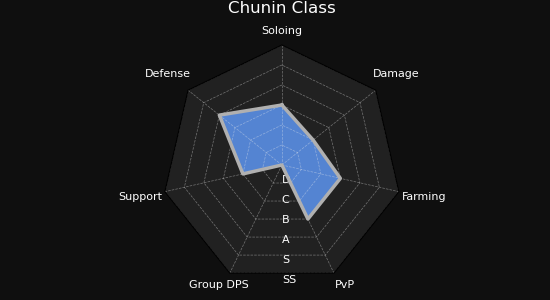 Chunin Class
Soloing
Defense
Damage
Support
Farming
D
C
B
A
S
SS
Group DPS
PvP